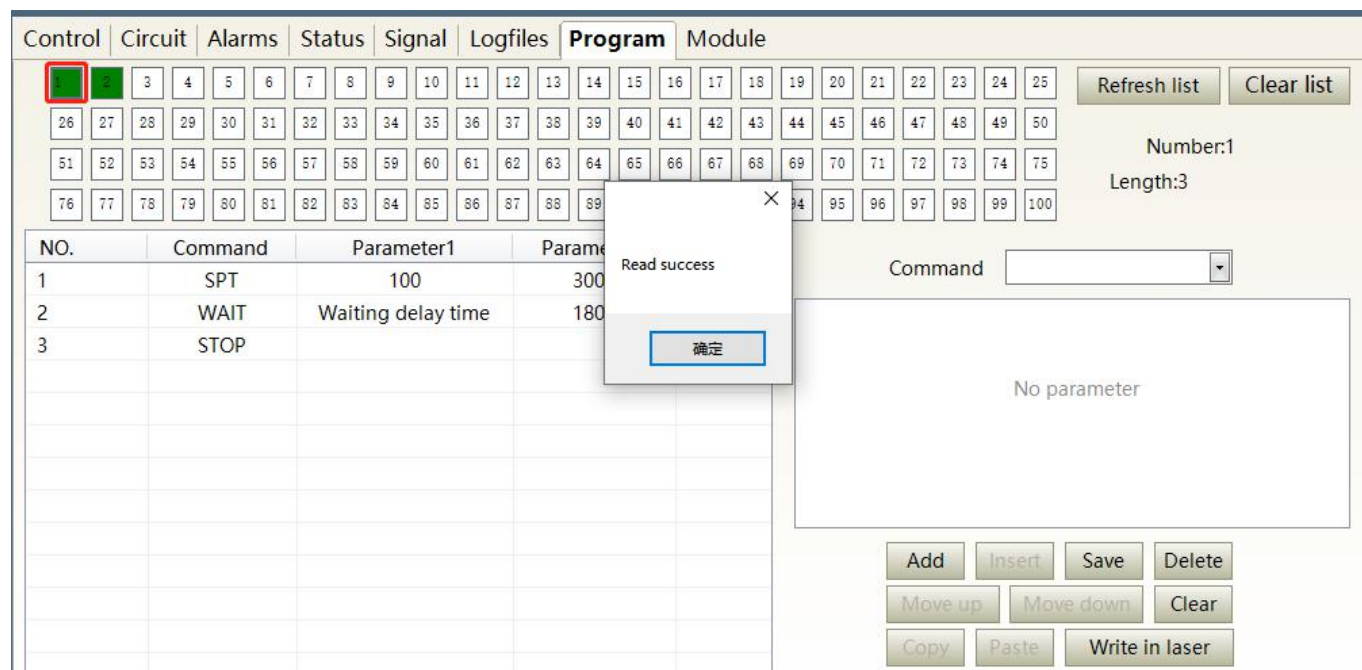 Control Circuit Alarms Status Signal Logfiles Program Module
1 2 3 4 5 6 7 8 9 10 11 12 13 14 15 16 17 18 19 20 21 22 23 24 25 Refresh list Clear list
26 27 28 29 30 31 32 33 34 35 36 37 38 39 40 41 42 43 44 45 46 47 48 49 50
Number:1
51 52 53 54 55 56 57 58 59 60 61 62 63 64 65 66 67 68 69 70 71 72 73 74 75
Length:3
76 77 78 79 80 81 82 83 84 85 86 87 88 89 94 95 96 97 98 99 100
NO. Command Parameter1 Parame
Read success
Command
1 SPT 100 300
2 WAIT Waiting delay time 180
3 STOP
确定
No parameter
Add Insert Save Delete
Move up Move down Clear
Copy Paste Write in laser